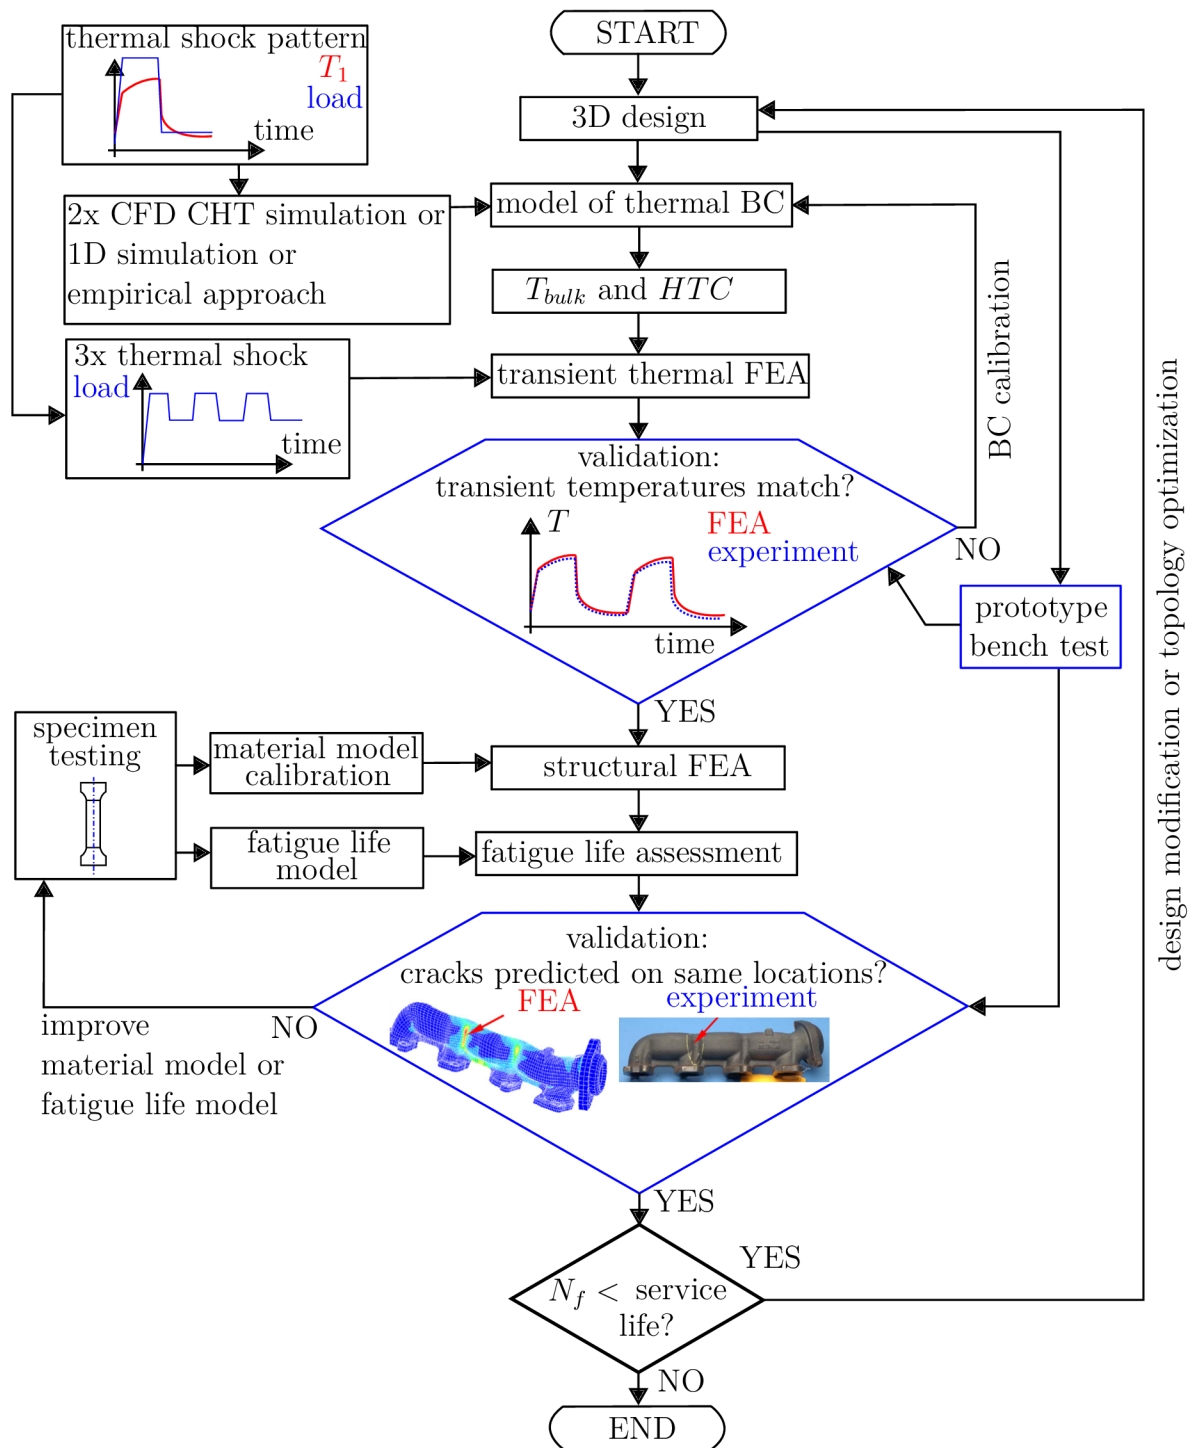 START
thermal shock pattern
T1
load
time
3D design
2x CFD CHT simulation or
1D simulation or
empirical approach
model of thermal BC
Tbulk and HTC
3x thermal shock
load
time
transient thermal FEA
BC calibration
validation:
transient temperatures match?
T
FEA
experiment
time
NO
prototype
bench test
design modification or topology optimization
YES
specimen
testing
material model
calibration
structural FEA
fatigue life
model
fatigue life assessment
validation:
cracks predicted on same locations?
FEA
experiment
NO
improve
material model or
fatigue life model
YES
Nf < service
life?
YES
NO
END